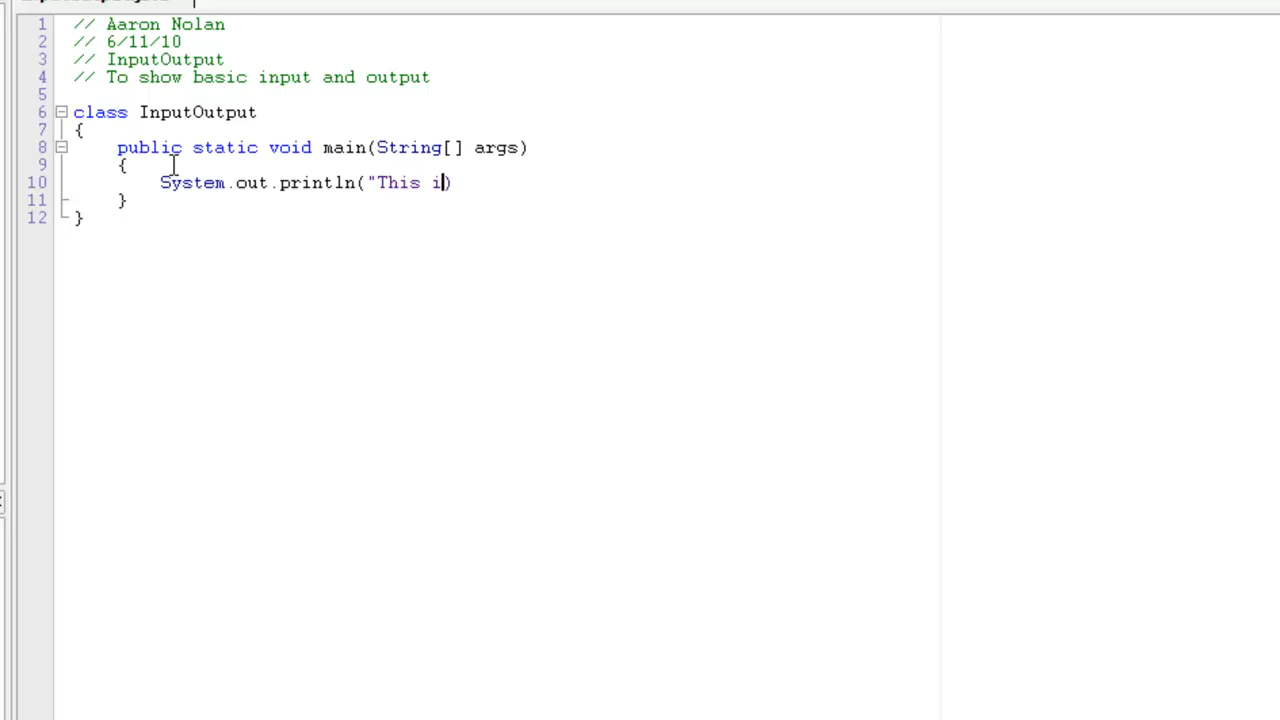 1 // Aaron Nolan
2 // 6/11/10
3 // InputOutput
4 // To show basic input and output
5
6 class InputOutput
7 {
8 public static void main(String[] args)
9 {
10 System.out.println("This i)
11 }
12 }